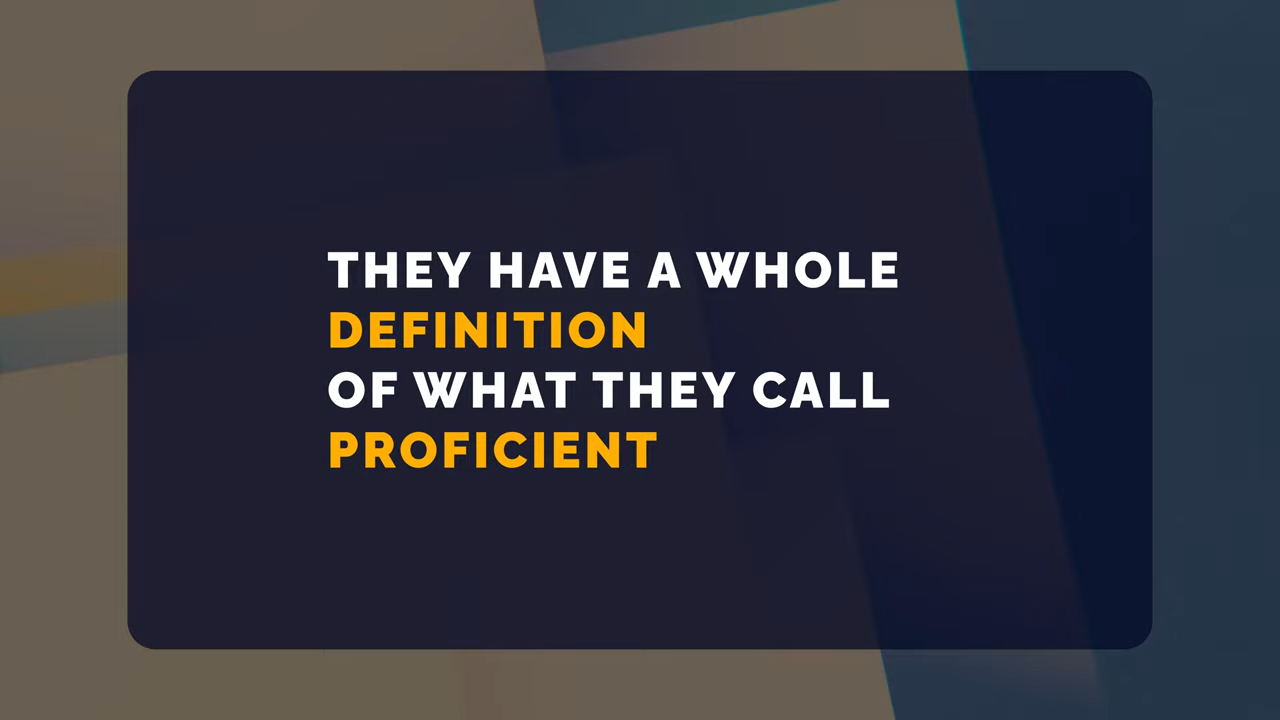 THEY HAVE A WHOLE
DEFINITION
OF WHAT THEY CALL
PROFICIENT